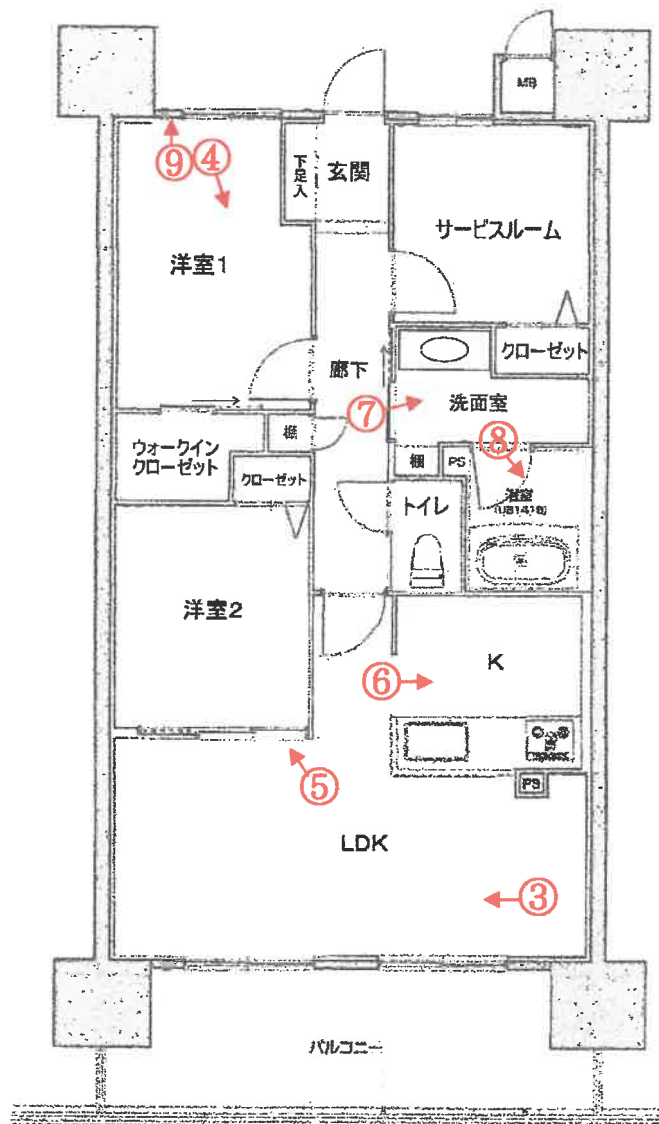 MB
⑨
④
下足入
玄関
サービスルーム
洋室1
廊下
クローゼット
⑦
洗面室
ウォークイン
クローゼット
棚
クローゼット
棚
PS
⑧
トイレ
浴室
(UB1418)
洋室2
K
⑥
⑤
PS
LDK
③
バルコニー